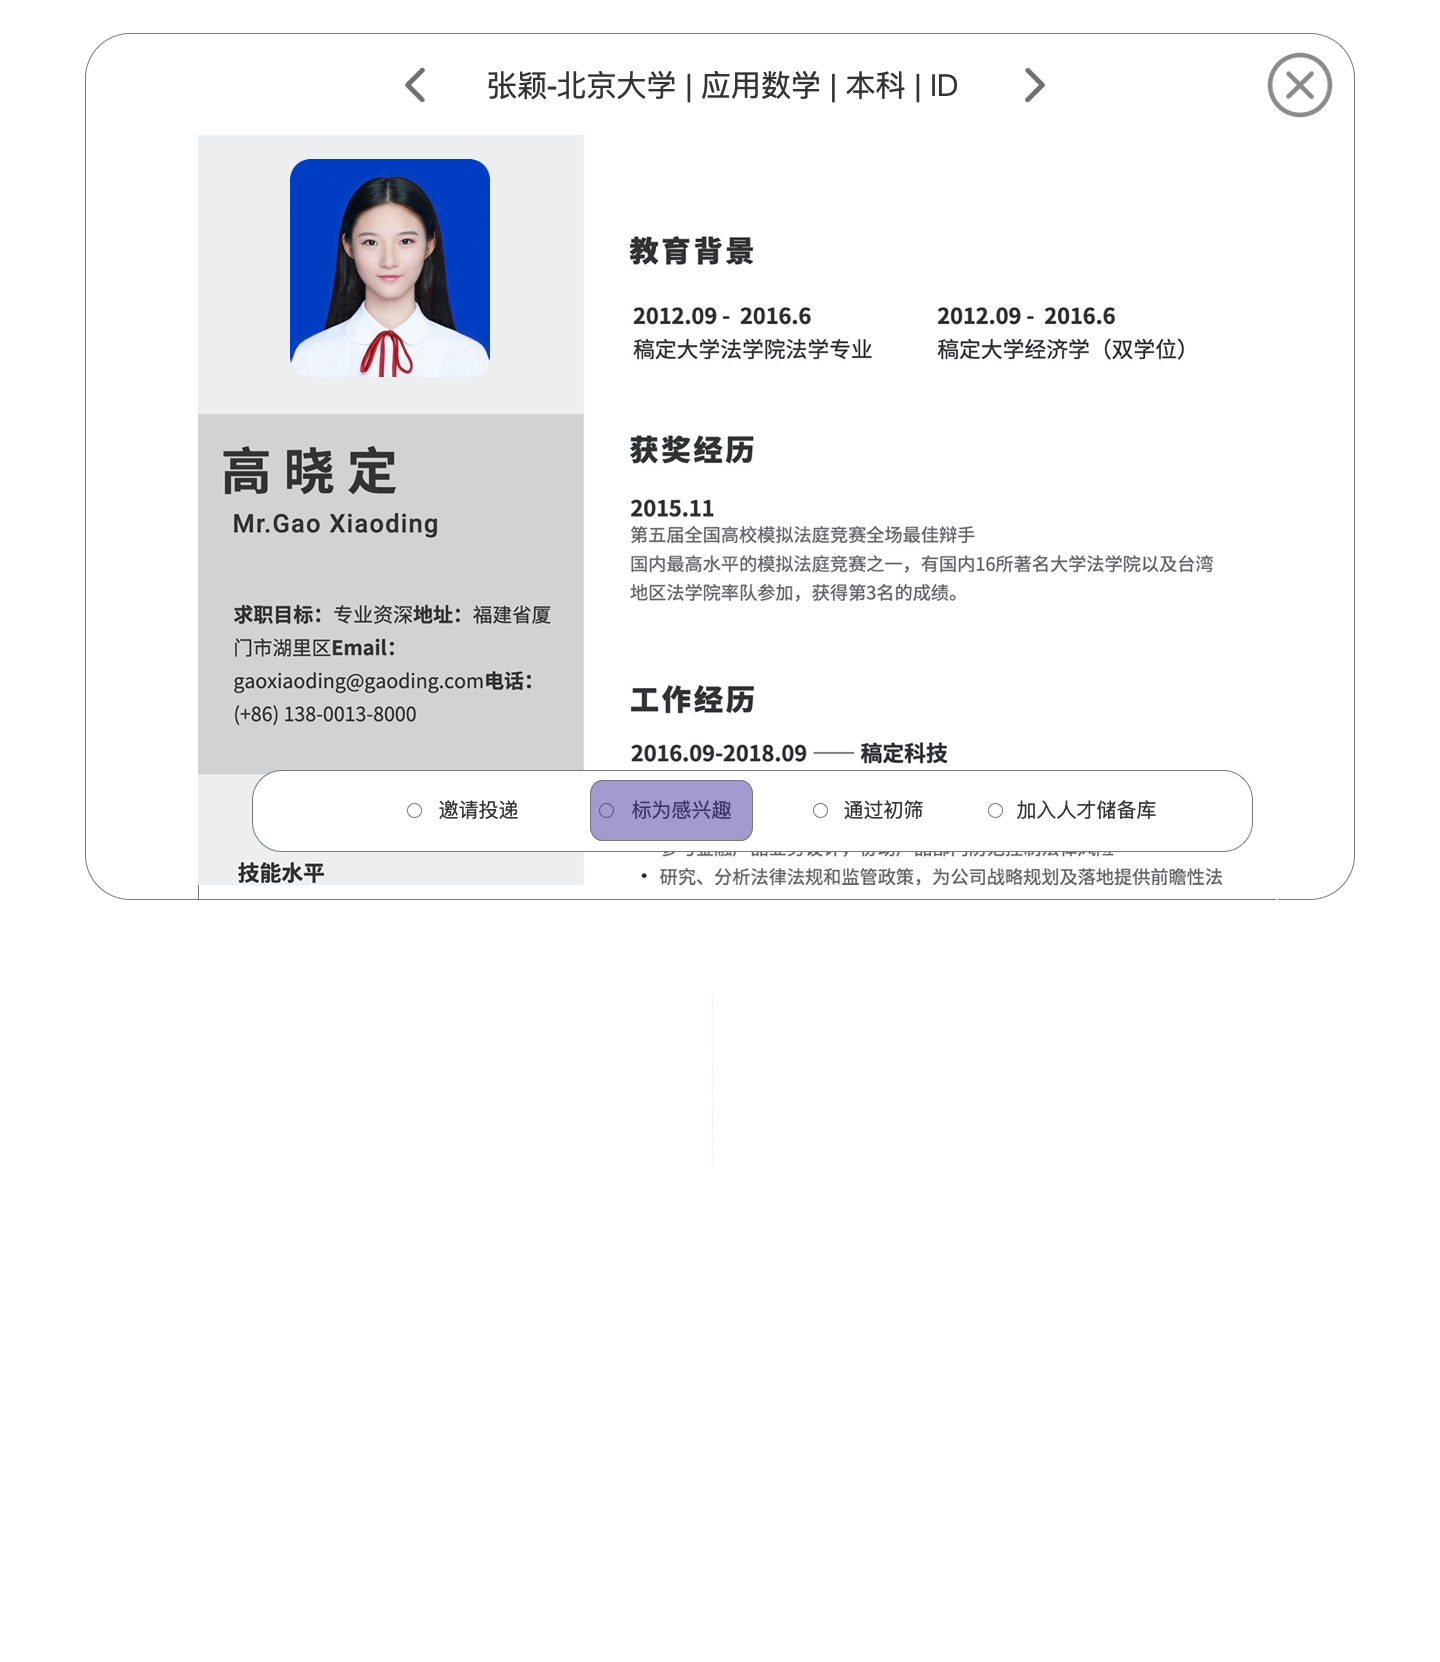 张颖-北京大学 | 应用数学 | 本科 | ID
高晓定
Mr.Gao Xiaoding
求职目标：专业资深地址：福建省厦
门市湖里区Email：
gaoxiaoding@gaoding.com电话：
(+86) 138-0013-8000
技能水平
教育背景
2012.09 - 2016.6
稿定大学法学院法学专业
2012.09 - 2016.6
稿定大学经济学（双学位）
获奖经历
2015.11
第五届全国高校模拟法庭竞赛全场最佳辩手
国内最高水平的模拟法庭竞赛之一，有国内16所著名大学法学院以及台湾
地区法学院率队参加，获得第3名的成绩。
工作经历
2016.09-2018.09 —— 稿定科技
邀请投递
标为感兴趣
通过初筛
加入人才储备库
• 研究、分析法律法规和监管政策，为公司战略规划及落地提供前瞻性法